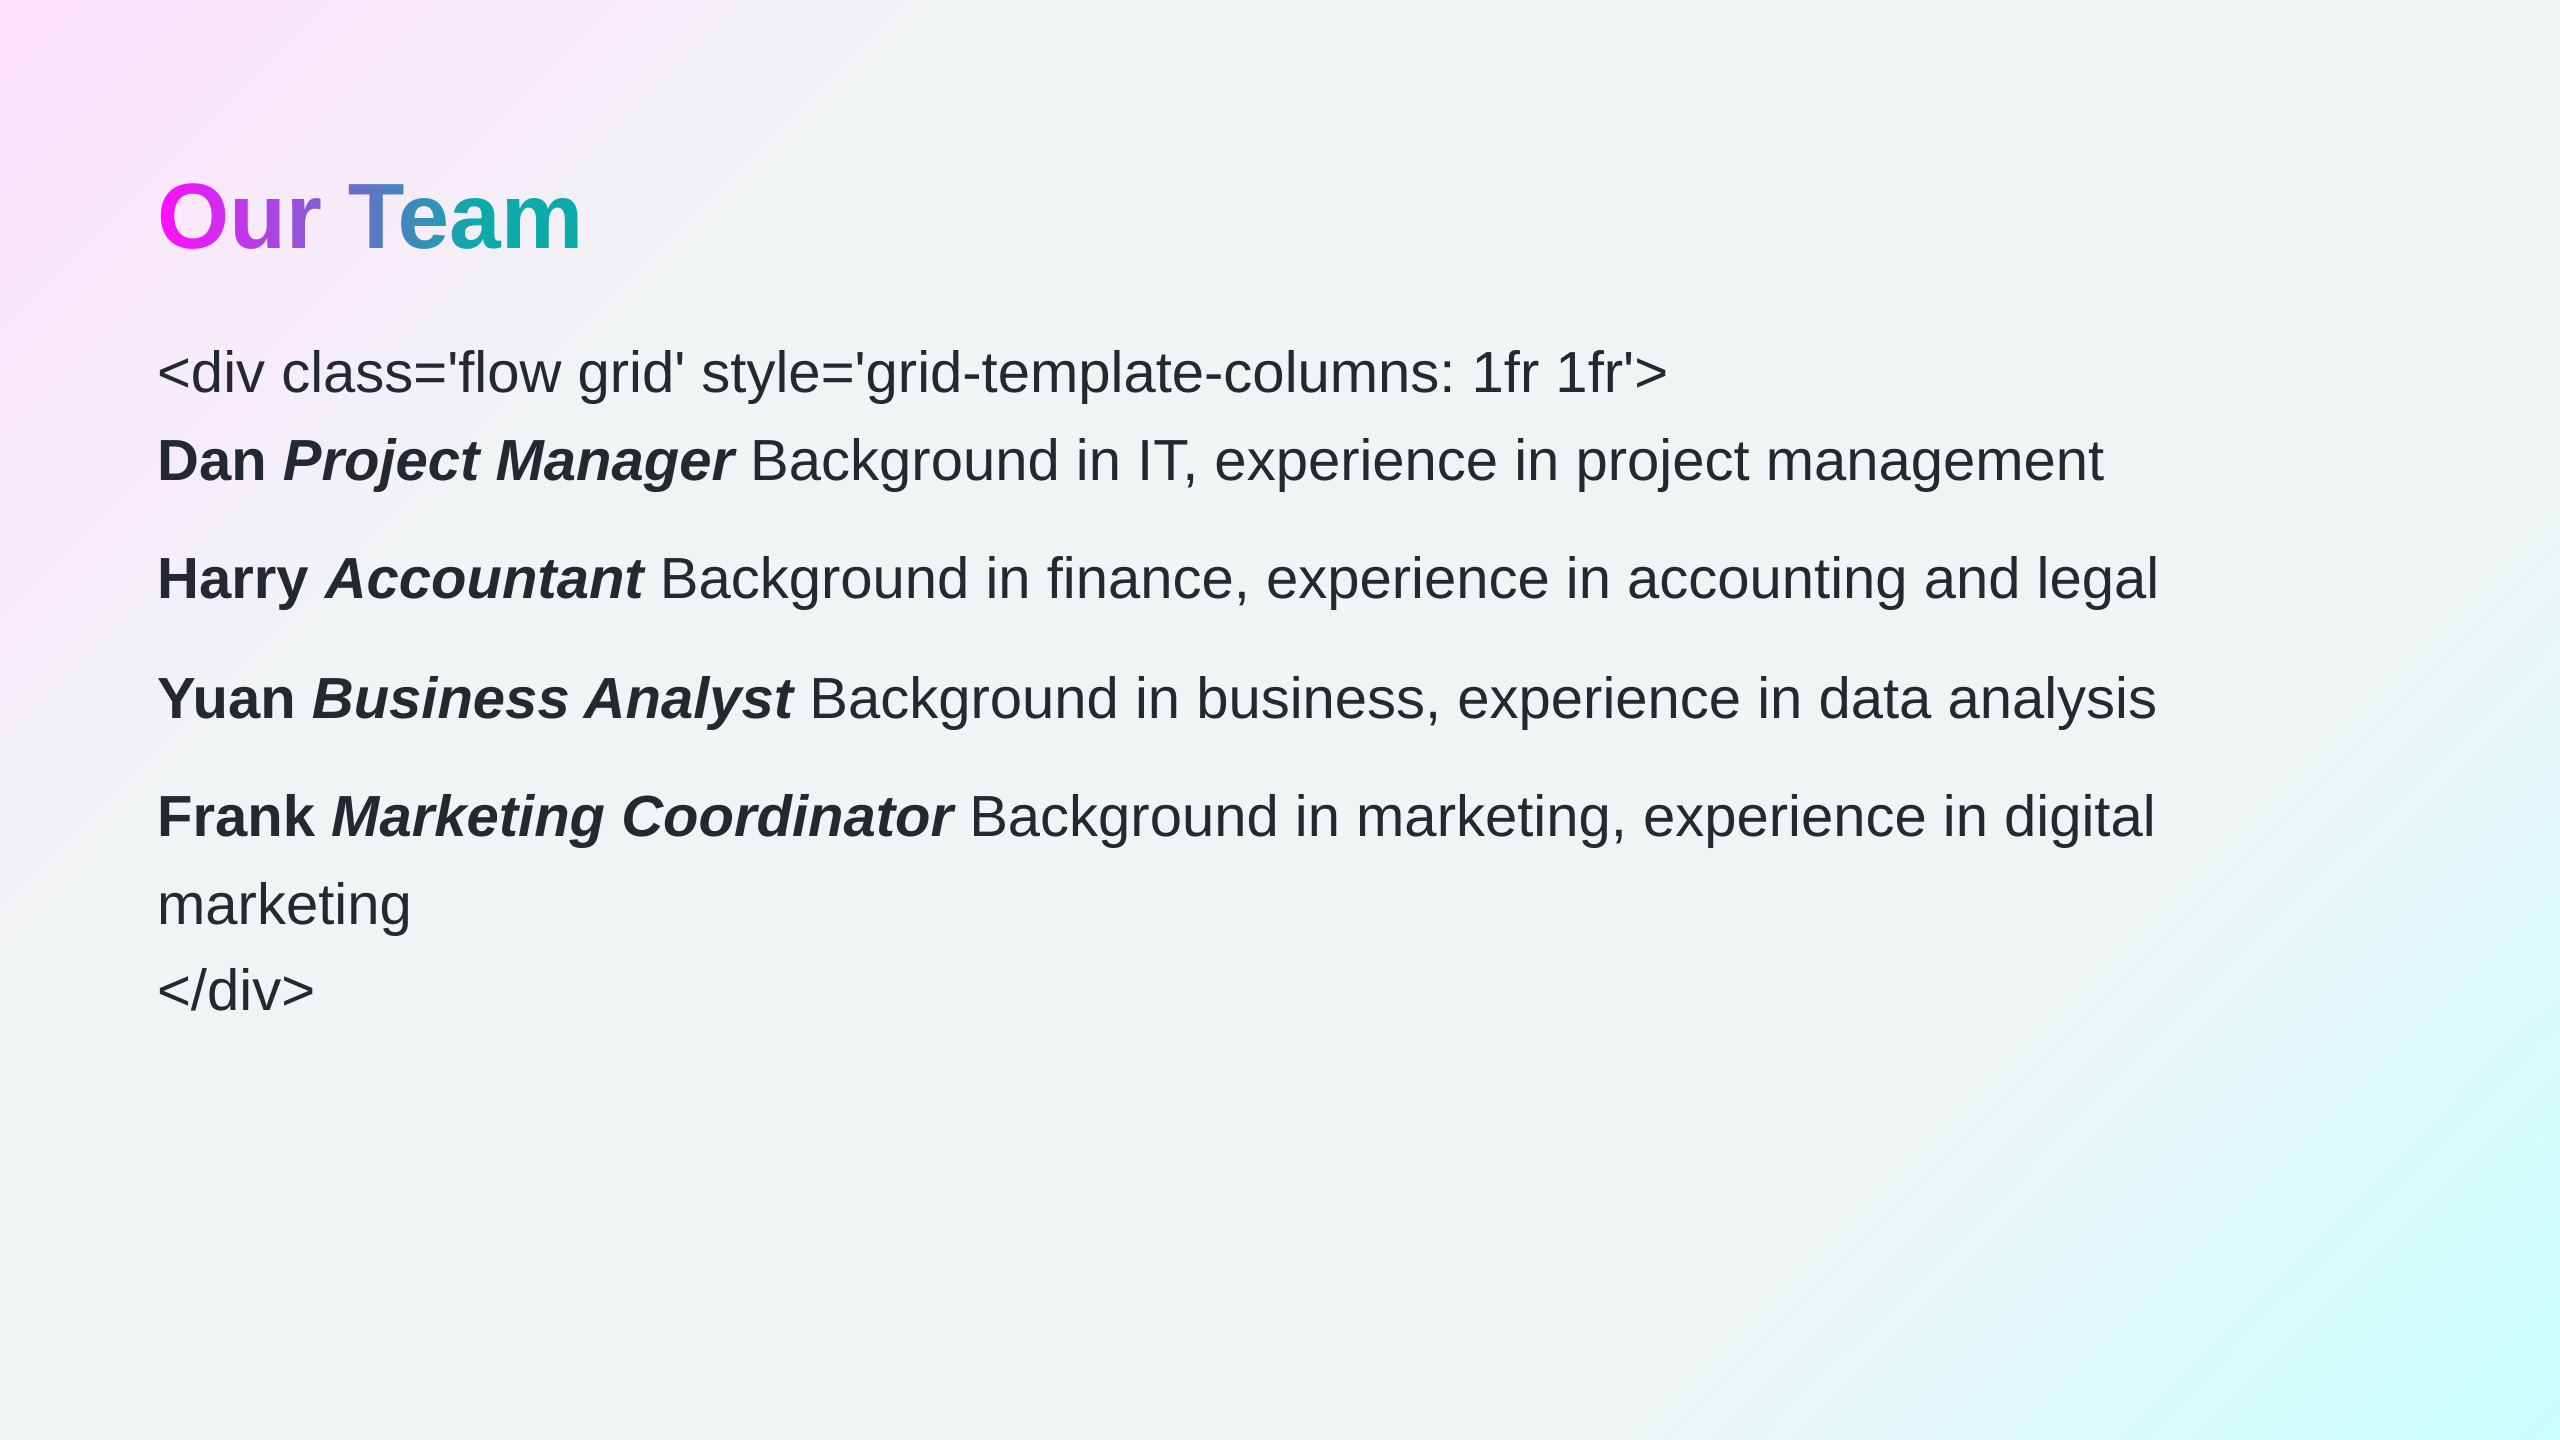 Our Team
<div class='flow grid' style='grid-template-columns: 1fr 1fr'>
Dan Project Manager Background in IT, experience in project management
Harry Accountant Background in finance, experience in accounting and legal
Yuan Business Analyst Background in business, experience in data analysis
Frank Marketing Coordinator Background in marketing, experience in digital
marketing
</div>